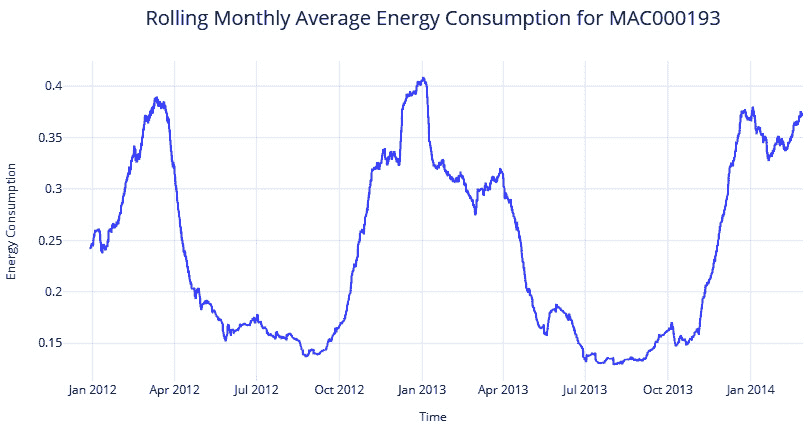 Rolling Monthly Average Energy Consumption for MAC000193
Energy Consumption
0.4
0.35
0.3
0.25
0.2
0.15
Jan 2012 Apr 2012 Jul 2012 Oct 2012 Jan 2013 Apr 2013 Jul 2013 Oct 2013 Jan 2014
Time